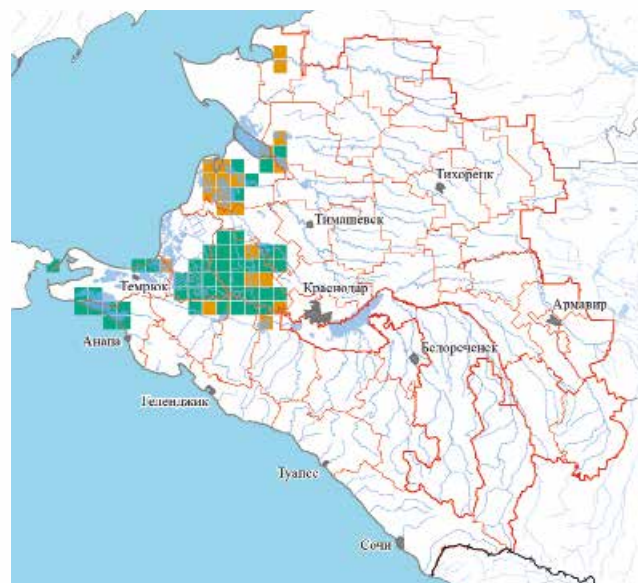 Тихорецк
Тимашевск
Темрюк
Краснодар
Армавир
Анапа
Белореченск
Геленджик
Туапсе
Сочи